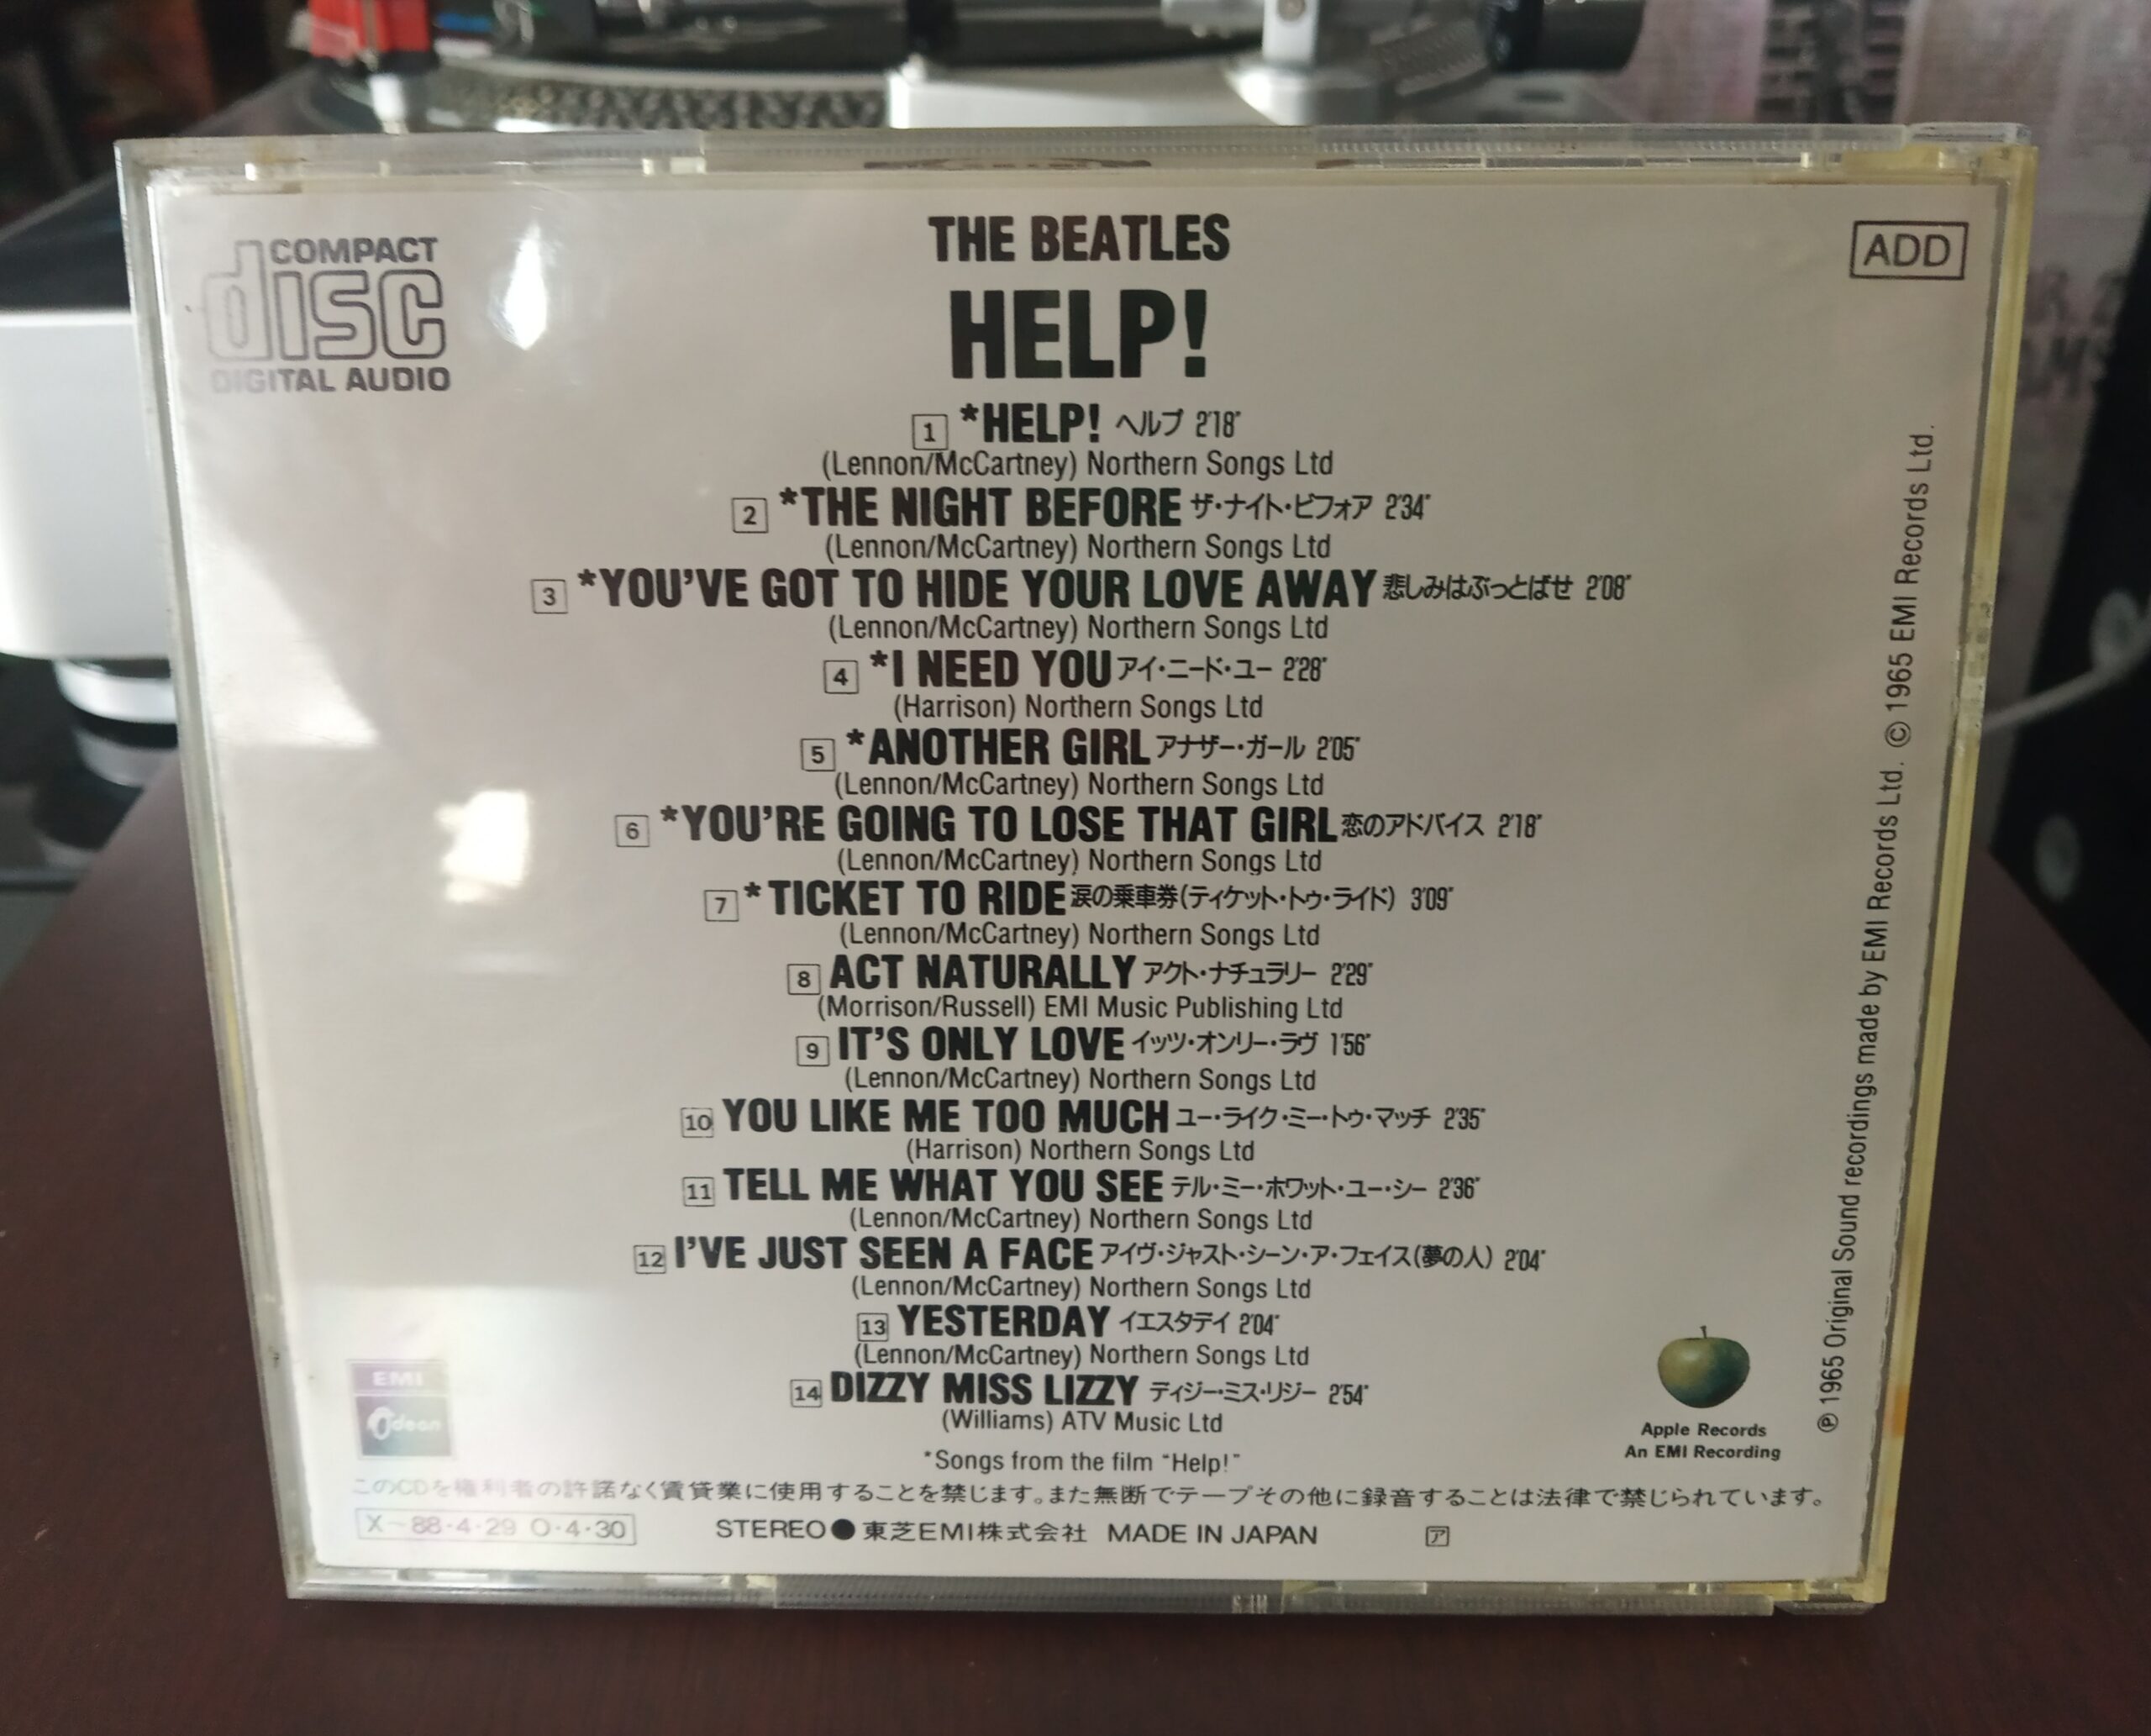 COMPACT
disc
DIGITAL AUDIO
THE BEATLES
HELP!
ADD
1 *HELP! ヘルプ 2'18"
(Lennon/McCartney) Northern Songs Ltd
2 *THE NIGHT BEFORE ザ・ナイト・ビフォア 2'34"
(Lennon/McCartney) Northern Songs Ltd
3 *YOU'VE GOT TO HIDE YOUR LOVE AWAY 悲しみはぶっとばせ 2'08"
(Lennon/McCartney) Northern Songs Ltd
4 *I NEED YOU アイ・ニード・ユー 2'28"
(Harrison) Northern Songs Ltd
5 *ANOTHER GIRL アナザー・ガール 2'05"
(Lennon/McCartney) Northern Songs Ltd
6 *YOU'RE GOING TO LOSE THAT GIRL 恋のアドバイス 2'18"
(Lennon/McCartney) Northern Songs Ltd
7 *TICKET TO RIDE 涙の乗車券(ティケット・トゥ・ライド) 3'09"
(Lennon/McCartney) Northern Songs Ltd
8 ACT NATURALLY アクト・ナチュラリー 2'29"
(Morrison/Russell) EMI Music Publishing Ltd
9 IT'S ONLY LOVE イッツ・オンリー・ラヴ 1'56"
(Lennon/McCartney) Northern Songs Ltd
10 YOU LIKE ME TOO MUCH ユー・ライク・ミー・トゥ・マッチ 2'35"
(Harrison) Northern Songs Ltd
11 TELL ME WHAT YOU SEE テル・ミー・ホワット・ユー・シー 2'36"
(Lennon/McCartney) Northern Songs Ltd
12 I'VE JUST SEEN A FACE アイヴ・ジャスト・シーン・ア・フェイス(夢の人) 2'04"
(Lennon/McCartney) Northern Songs Ltd
13 YESTERDAY イエスタデイ 2'04"
(Lennon/McCartney) Northern Songs Ltd
14 DIZZY MISS LIZZY ディジー・ミス・リジー 2'54"
(Williams) ATV Music Ltd
*Songs from the film "Help!"
EMI
Odeon
Apple Records
An EMI Recording
℗ 1965 Original Sound recordings made by EMI Records Ltd. © 1965 EMI Records Ltd.
このCDを権利者の許諾なく賃貸業に使用することを禁じます。また無断でテープその他に録音することは法律で禁じられています。
X-88・4・29 O・4・30
STEREO●東芝EMI株式会社 MADE IN JAPAN ア